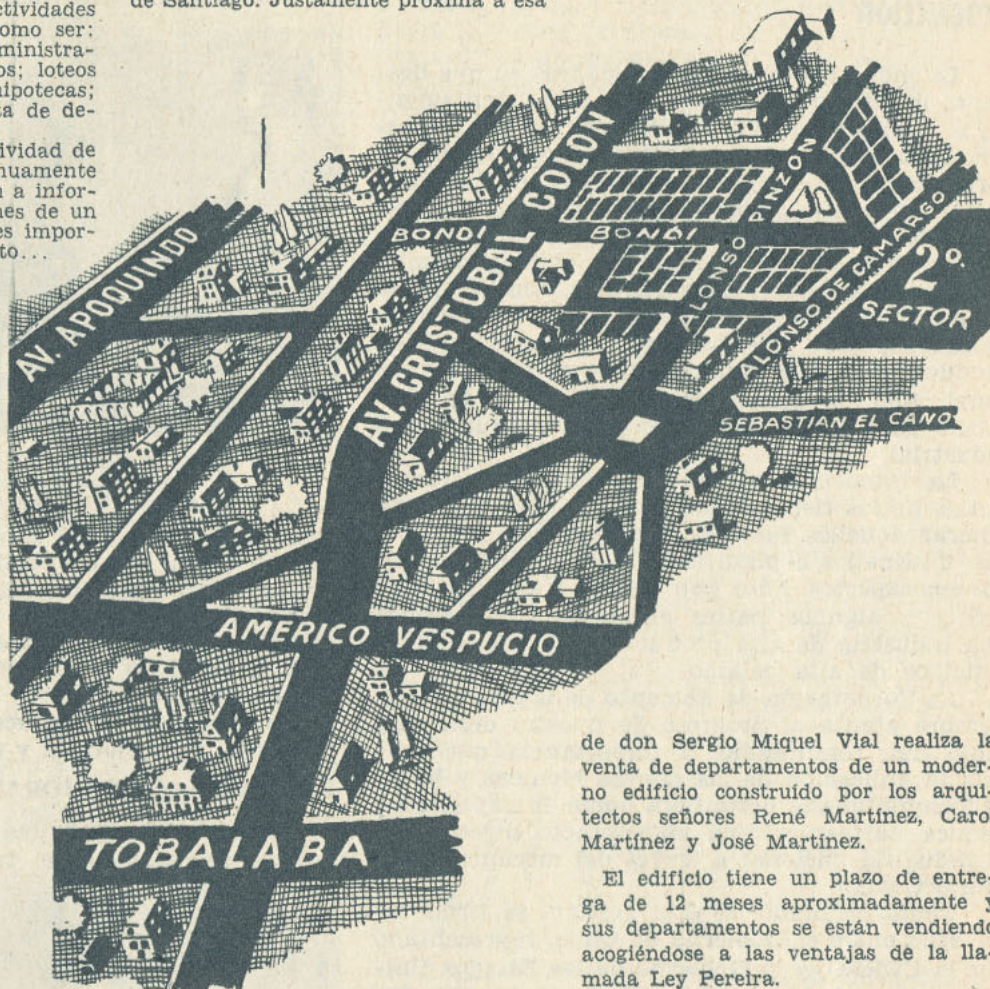 de Santiago. Justamente próxima a esa
ctividades
omo ser:
ministra-
os; loteos
hipotecas;
ta de de-
ividad de
nuamente
a infor-
nes de un
es impor-
to...
AV. APOQUINDO
BONDI
AV. CRISTOBAL COLON
BONDI
PINZON
ALONSO
ALONSO DE CAMARGO
2º.
SECTOR
SEBASTIAN EL CANO
AMERICO VESPUCIO
TOBALABA
de don Sergio Miquel Vial realiza la
venta de departamentos de un moder-
no edificio construído por los arqui-
tectos señores René Martínez, Caro
Martínez y José Martínez.
El edificio tiene un plazo de entre-
ga de 12 meses aproximadamente y
sus departamentos se están vendiendo
acogiéndose a las ventajas de la lla-
mada Ley Pereira.